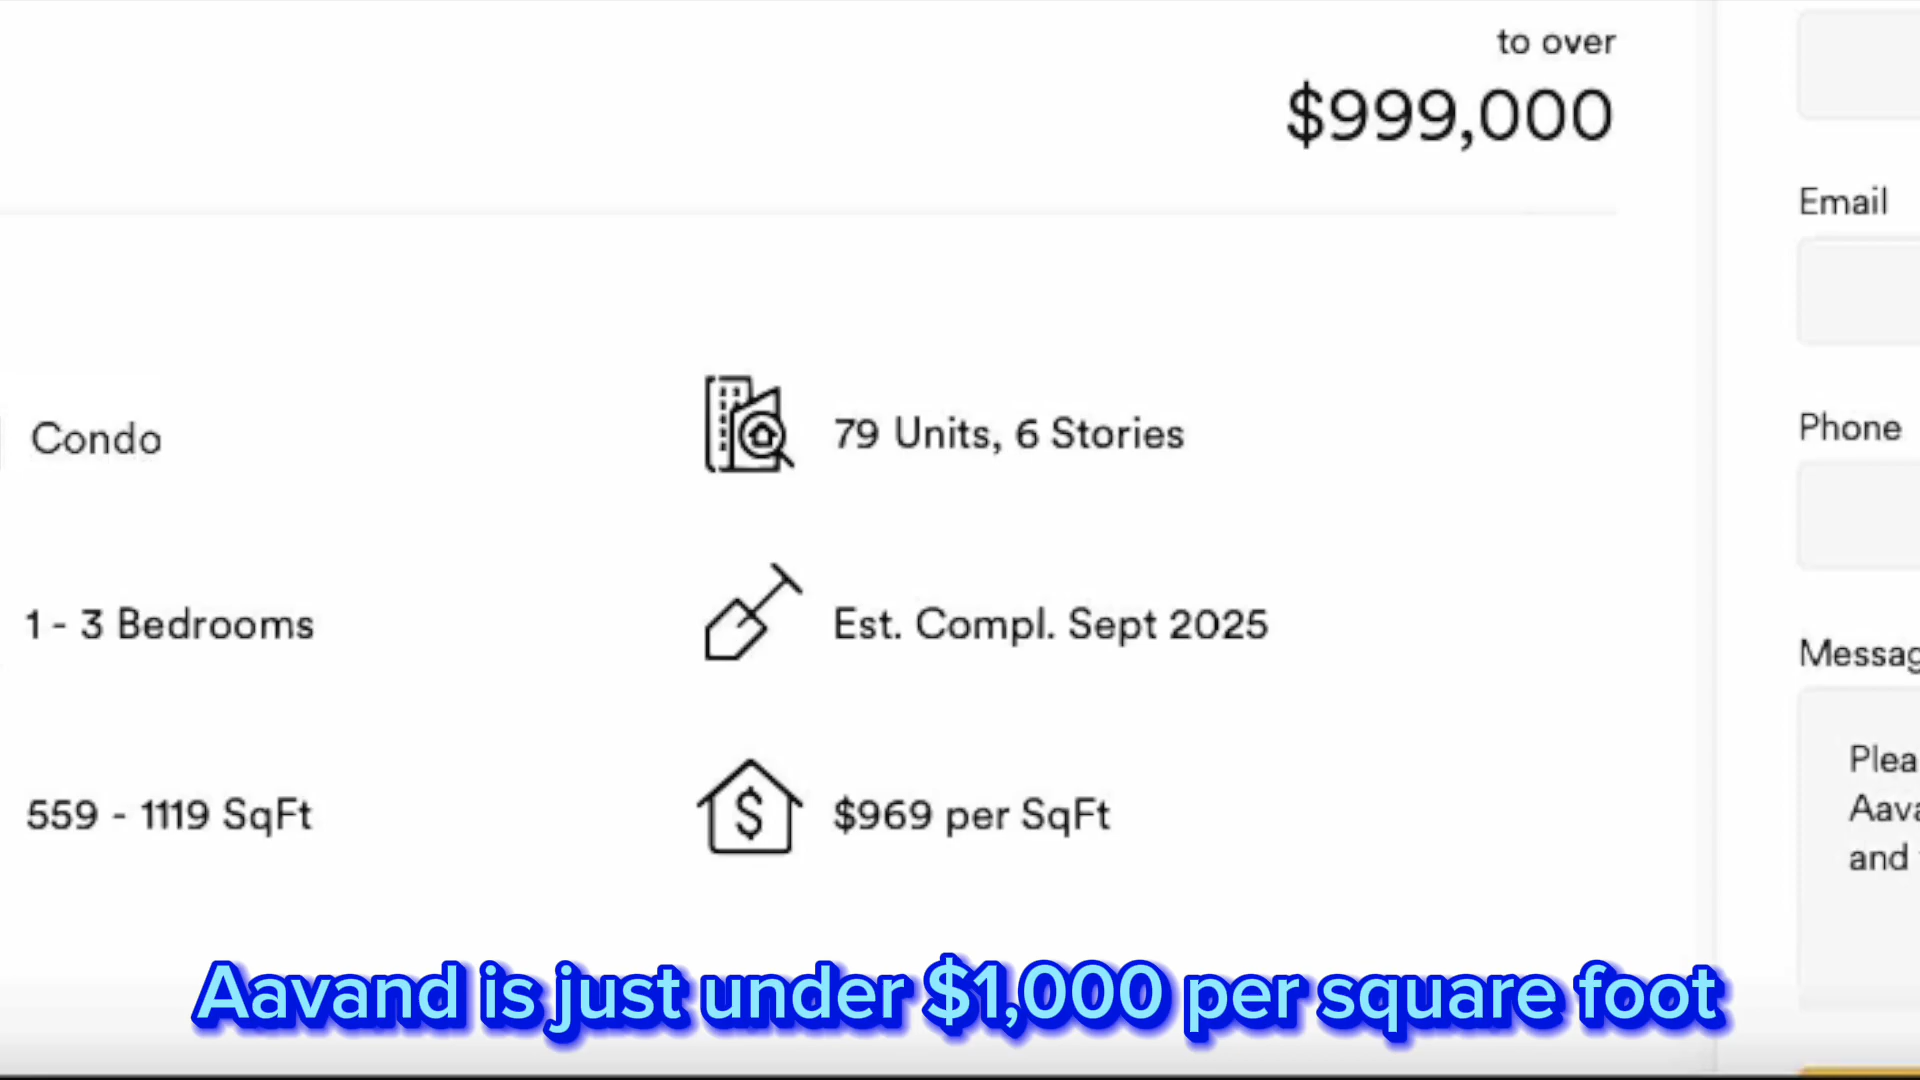 to over
$999,000
Email
Condo
79 Units, 6 Stories
Phone
1 - 3 Bedrooms
Est. Compl. Sept 2025
559 - 1119 SqFt
$969 per SqFt
and
Aavand is just under $1,000 per square foot